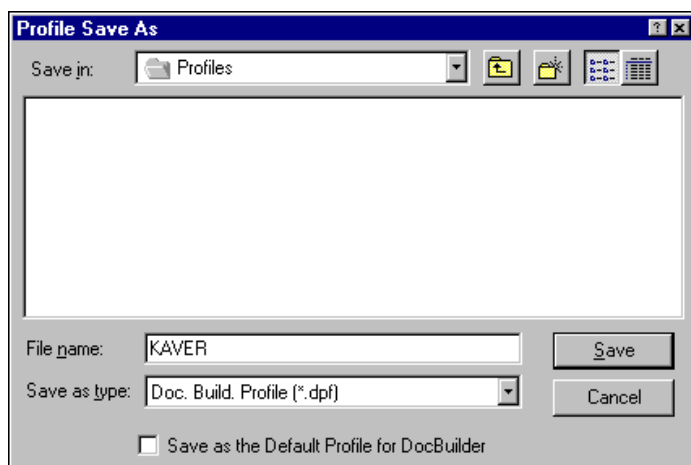 Profile Save As
Save in: Profiles
File name: KAVER Save
Save as type: Doc. Build. Profile (*.dpf) Cancel
Save as the Default Profile for DocBuilder